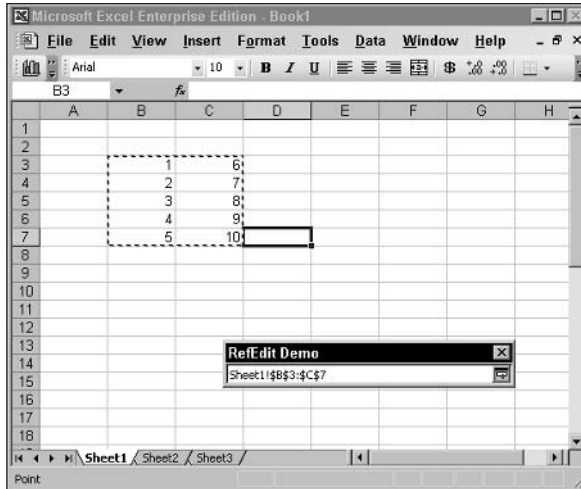 Microsoft Excel Enterprise Edition - Book1
File Edit View Insert Format Tools Data Window Help
Arial 10 B I U $
B3 fx
A B C D E F G H
1
2
3 1 6
4 2 7
5 3 8
6 4 9
7 5 10
8
9
10
11
12
13
14
15
16
17
18
RefEdit Demo
Sheet1!$B$3:$C$7
Sheet1 Sheet2 Sheet3
Point